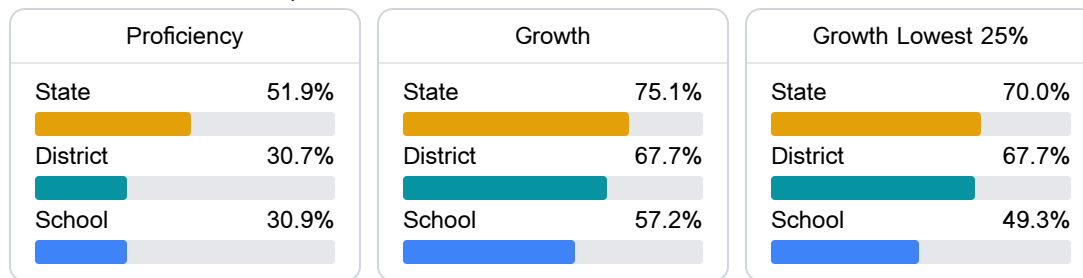 Proficiency
State 51.9%
District 30.7%
School 30.9%
Growth
State 75.1%
District 67.7%
School 57.2%
Growth Lowest 25%
State 70.0%
District 67.7%
School 49.3%